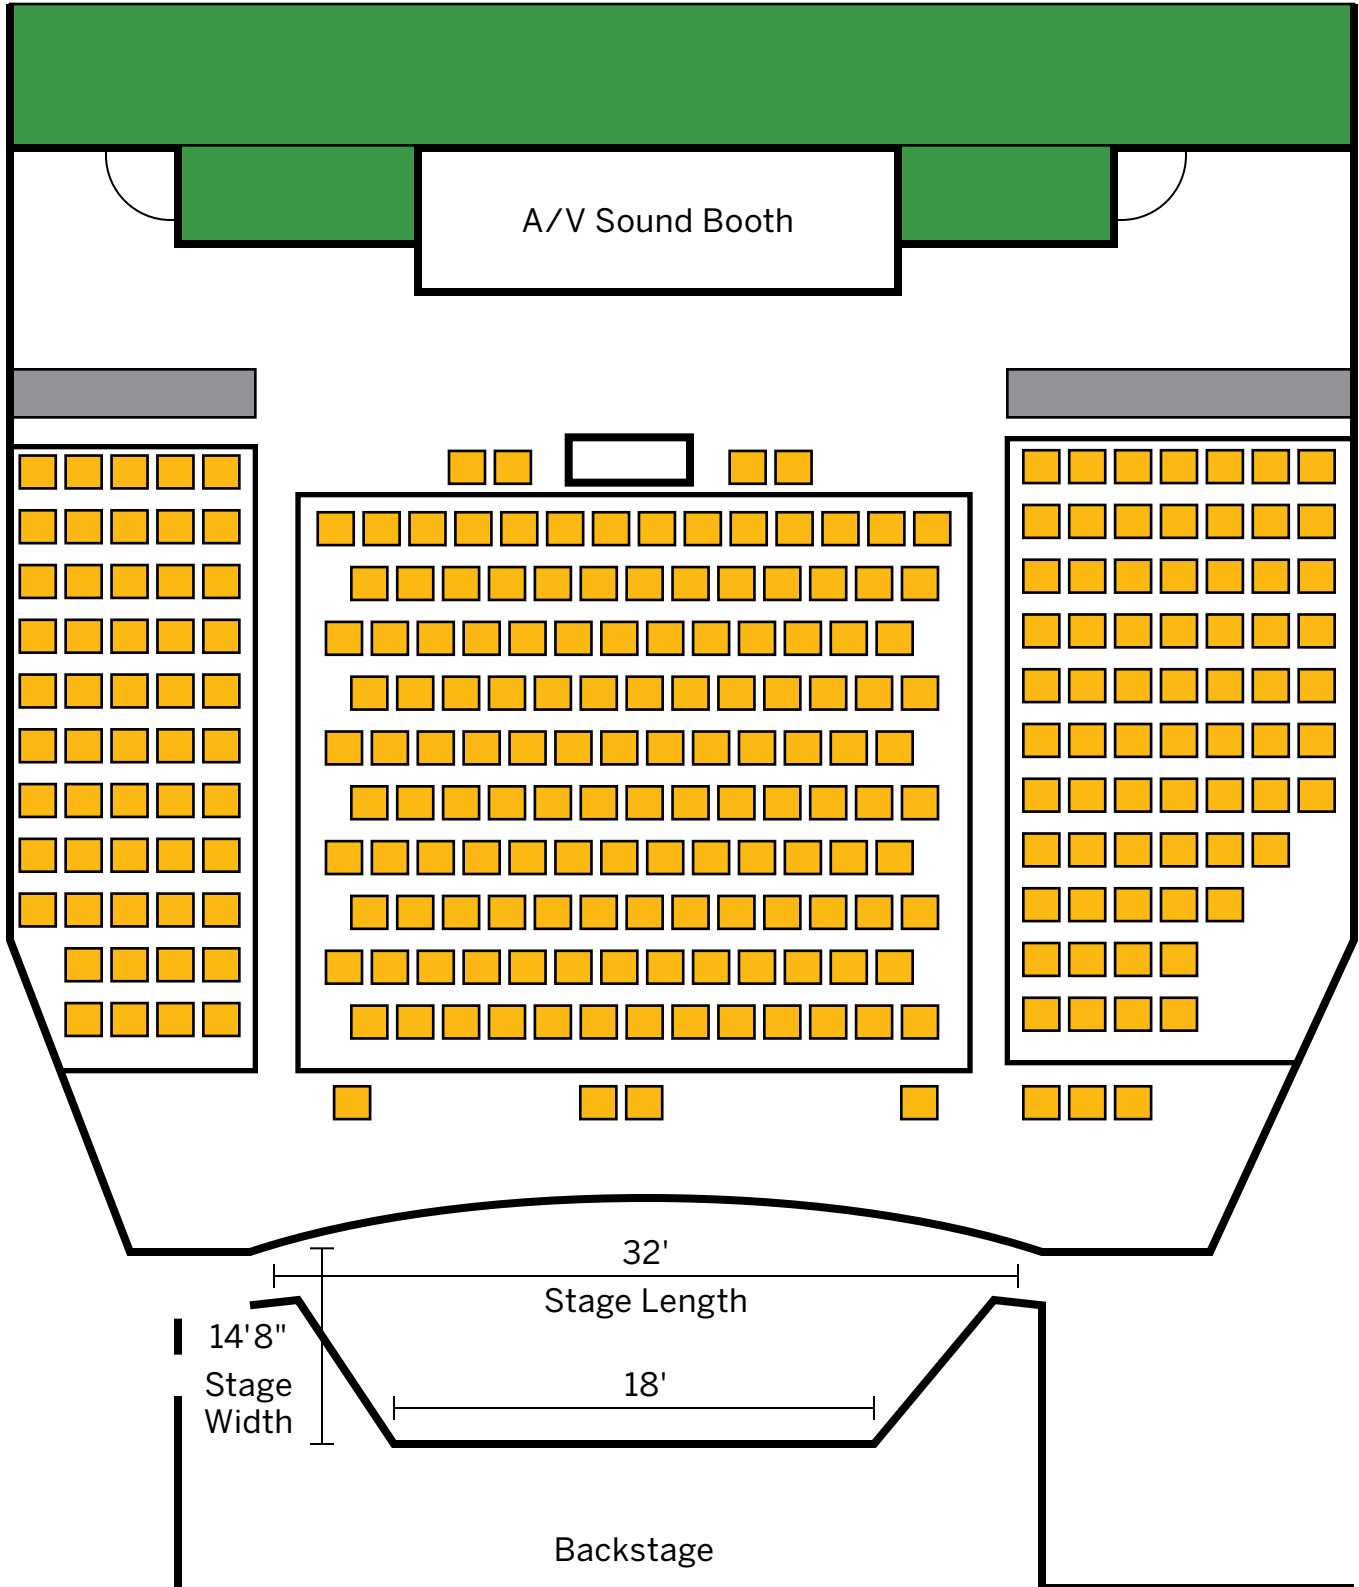 A/V Sound Booth
32'
Stage Length
14'8"
Stage
Width
18'
Backstage